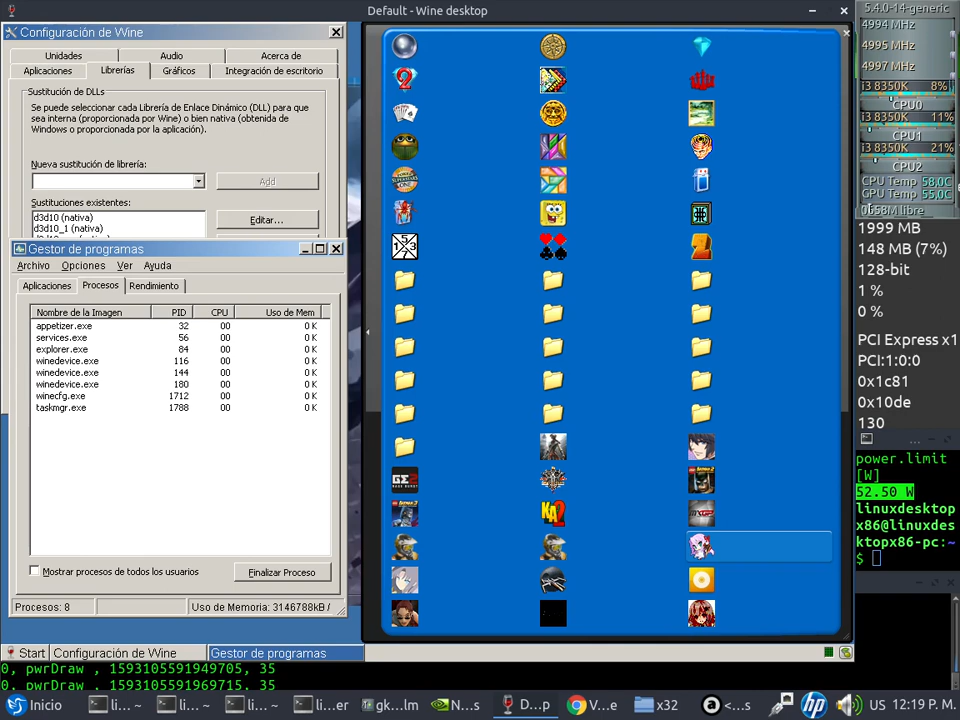 Default - Wine desktop
5.4.0-14-generic
4994 MHz
4995 MHz
4997 MHz
i3 8350K 8%
CPU0
i3 8350K 11%
CPU1
i3 8350K 21%
CPU2
CPU Temp 58,0C
GPU Temp 55,0C
0658M libre
1999 MB
148 MB (7%)
128-bit
1 %
0 %
PCI Express x1
PCI:1:0:0
0x1c81
0x10de
130
...
power.limit
[W]
52.50 W
linuxdesktop
x86@linuxdes
ktopx86-pc:~
$
Configuración de Wine
Unidades Audio Acerca de
Aplicaciones Librerías Gráficos Integración de escritorio
Sustitución de DLLs
Se puede seleccionar cada Librería de Enlace Dinámico (DLL) para que
sea interna (proporcionada por Wine) o bien nativa (obtenida de
Windows o proporcionada por la aplicación).
Nueva sustitución de librería:
Add
Sustituciones existentes:
d3d10 (nativa)
d3d10_1 (nativa)
Editar...
Gestor de programas
Archivo Opciones Ver Ayuda
Aplicaciones Procesos Rendimiento
Nombre de la Imagen PID CPU Uso de Mem
appetizer.exe 32 00 0 K
services.exe 56 00 0 K
explorer.exe 84 00 0 K
winedevice.exe 116 00 0 K
winedevice.exe 144 00 0 K
winedevice.exe 180 00 0 K
winecfg.exe 1712 00 0 K
taskmgr.exe 1788 00 0 K
Mostrar procesos de todos los usuarios
Finalizar Proceso
Procesos: 8 Uso de Memoria: 3146788kB /
Start Configuración de Wine Gestor de programas
0, pwrDraw , 1593105591949705, 35
0, pwrDraw , 1593105591969715, 35
Inicio li... ~ li... ~ li... ~ li...er gk...lm N...s D...p V...e x32 <...s hp US 12:19 P. M.